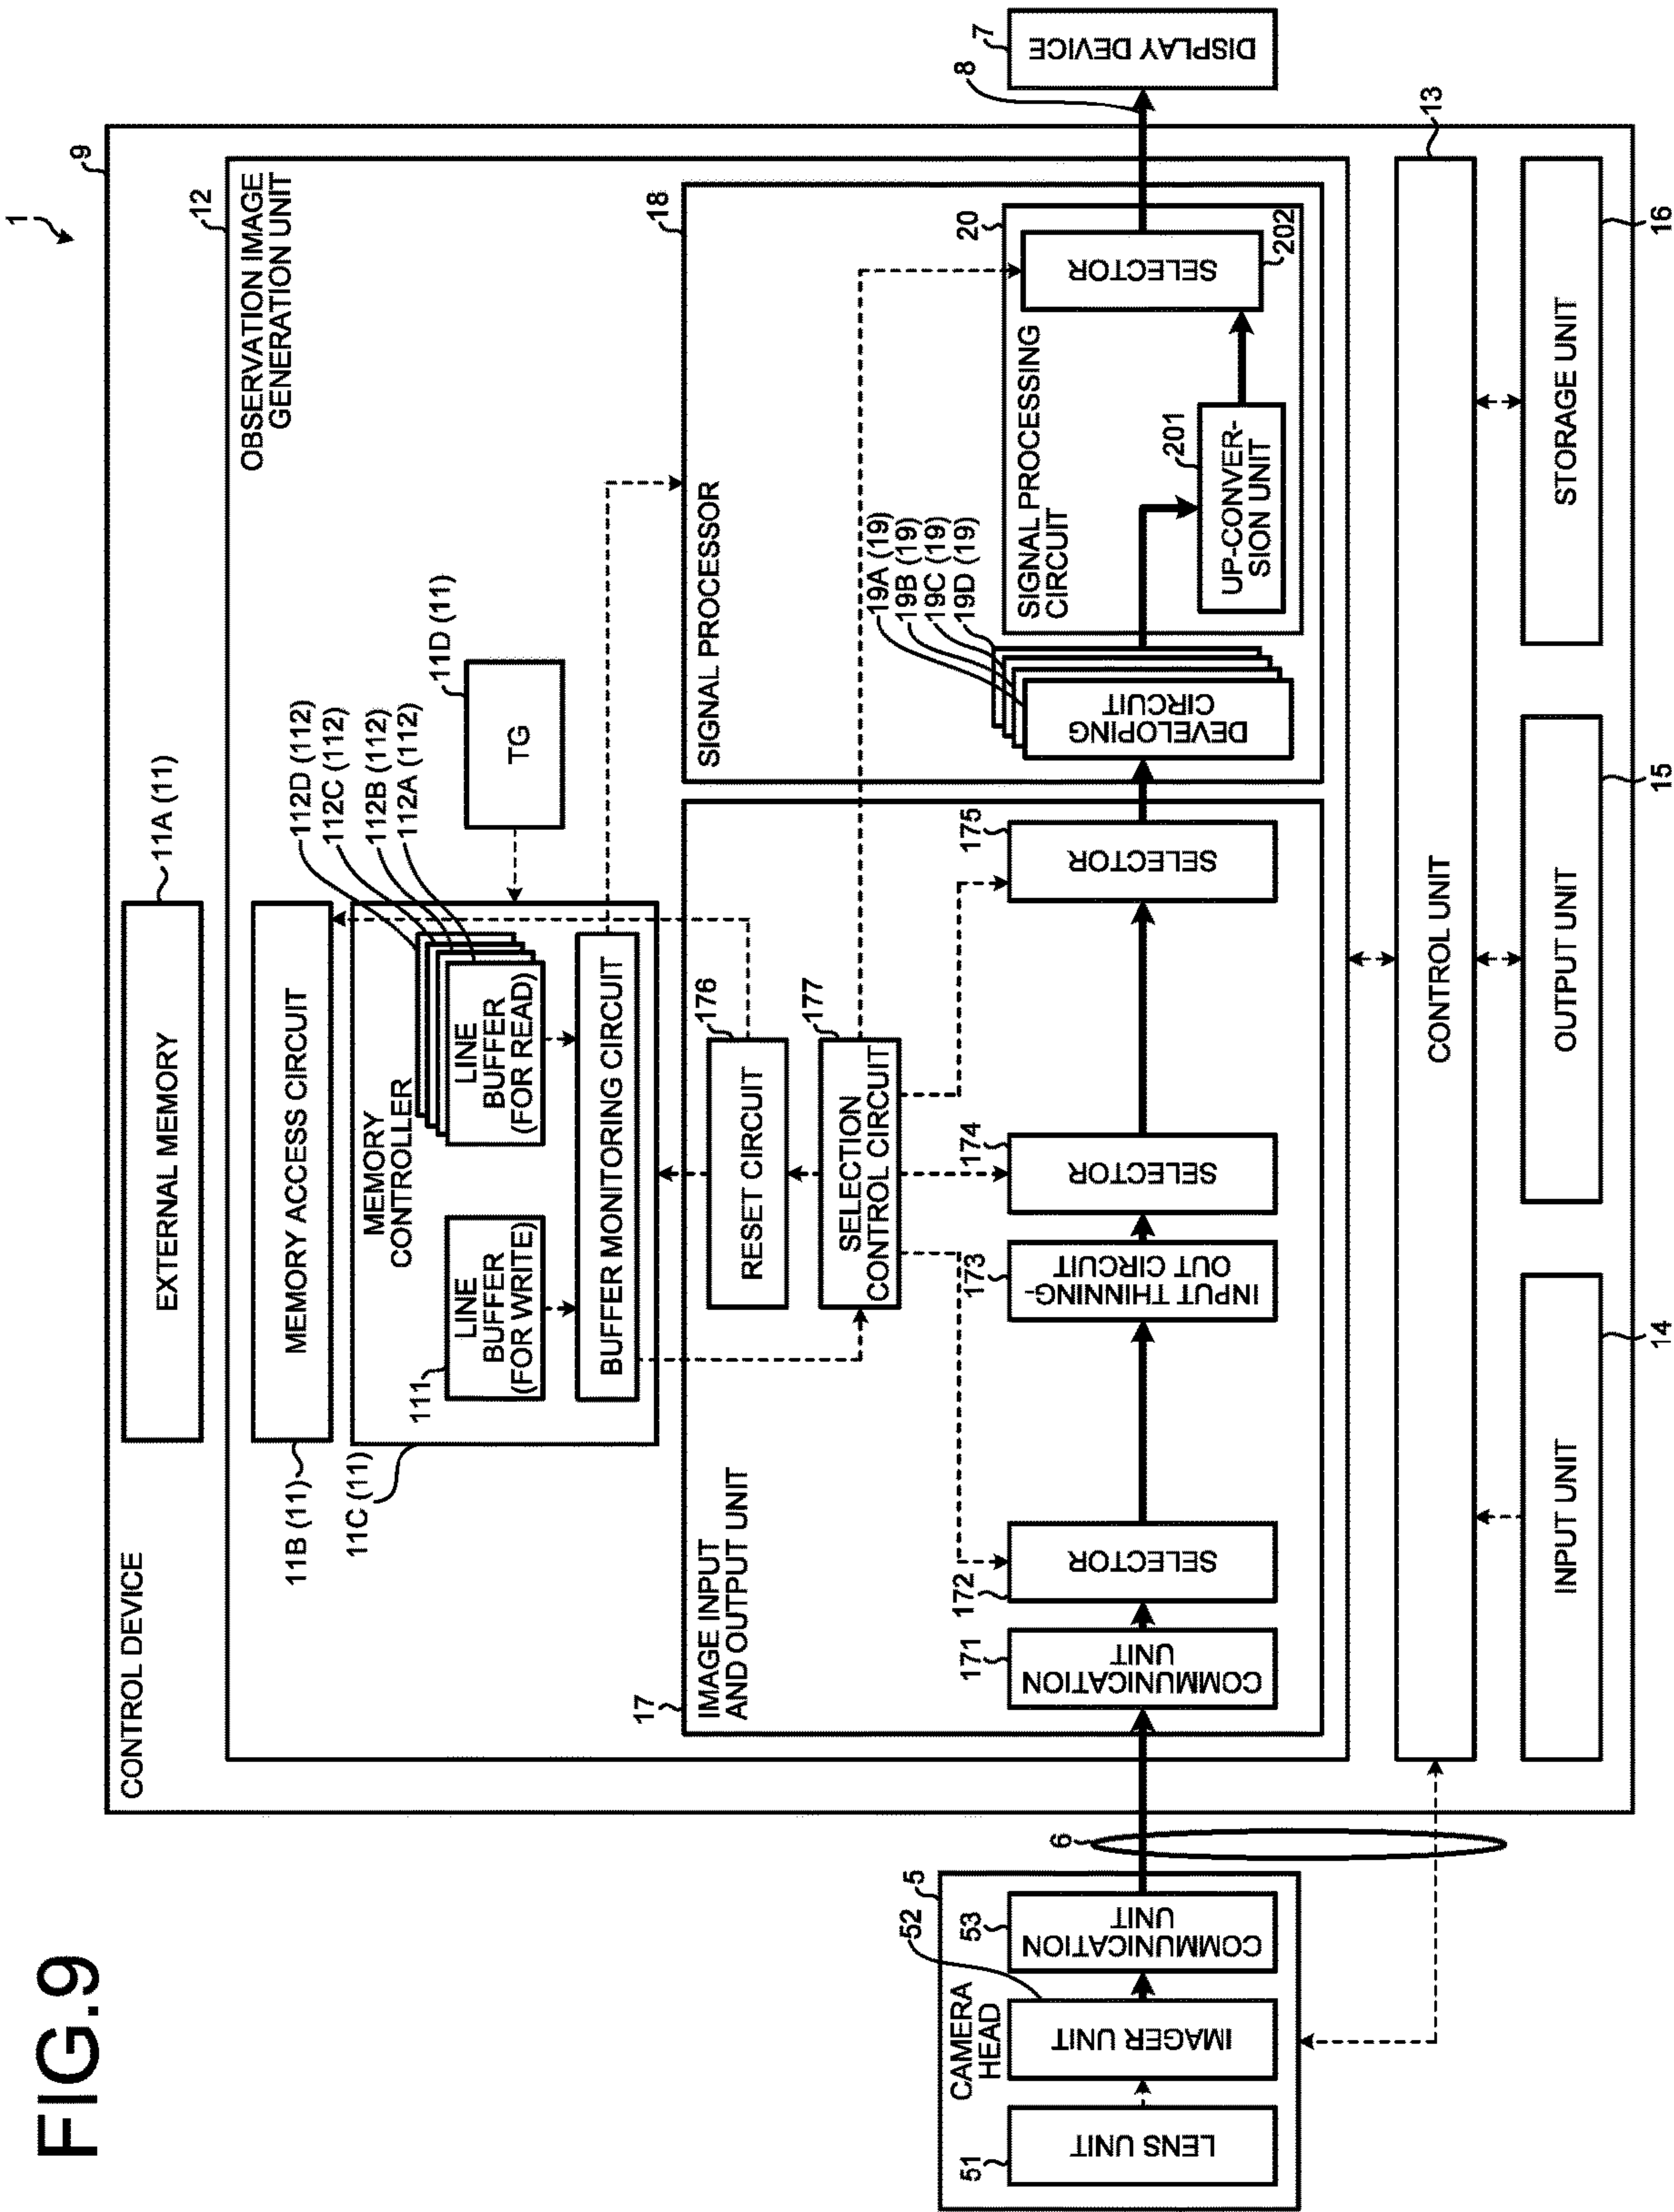 FIG.9
1
9
CONTROL DEVICE
EXTERNAL MEMORY
11A (11)
12
OBSERVATION IMAGE
GENERATION UNIT
11B (11)
MEMORY ACCESS CIRCUIT
11C (11)
MEMORY
CONTROLLER
111
LINE
BUFFER
(FOR WRITE)
LINE
BUFFER
(FOR READ)
112D (112)
112C (112)
112B (112)
112A (112)
BUFFER MONITORING CIRCUIT
TG
11D (11)
17
IMAGE INPUT
AND OUTPUT UNIT
RESET CIRCUIT
176
SELECTION
CONTROL CIRCUIT
177
171
COMMUNICATION
UNIT
172
SELECTOR
173
INPUT THINNING-
OUT CIRCUIT
174
SELECTOR
175
SELECTOR
18
SIGNAL PROCESSOR
19A (19)
19B (19)
19C (19)
19D (19)
DEVELOPING
CIRCUIT
20
SIGNAL PROCESSING
CIRCUIT
201
UP-CONVER-
SION UNIT
SELECTOR
202
8
7
DISPLAY DEVICE
5
CAMERA
HEAD
51
LENS UNIT
52
IMAGER UNIT
53
COMMUNICATION
UNIT
6
CONTROL UNIT
13
INPUT UNIT
14
OUTPUT UNIT
15
STORAGE UNIT
16